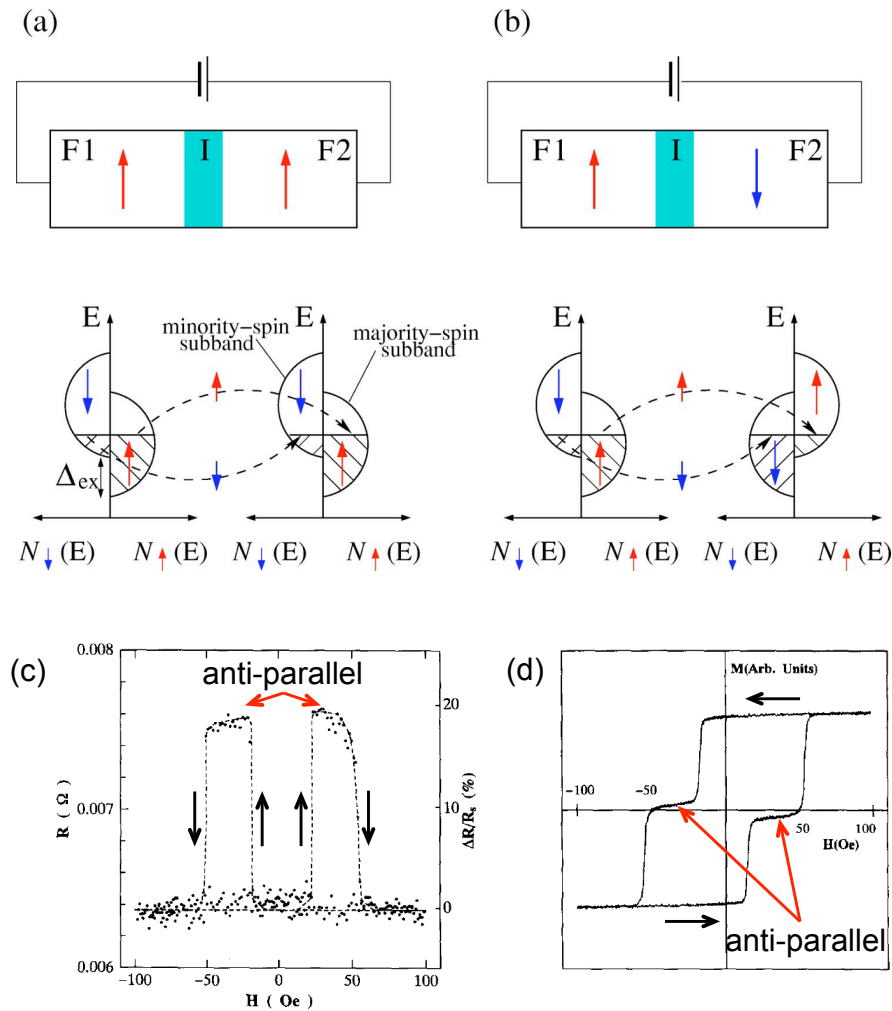 (a)
(b)
F1 I F2
F1 I F2
E
minority-spin
subband
E
majority-spin
subband
E
E
Δex
N↓(E) N↑(E) N↓(E) N↑(E)
N↓(E) N↑(E) N↓(E) N↑(E)
(c)
anti-parallel
0.008
0.007
0.006
R ( Ω )
20
10
0
ΔR/Rs (%)
-100 -50 0 50 100
H ( Oe )
(d)
M(Arb. Units)
-100 -50
50 100
H(Oe)
anti-parallel